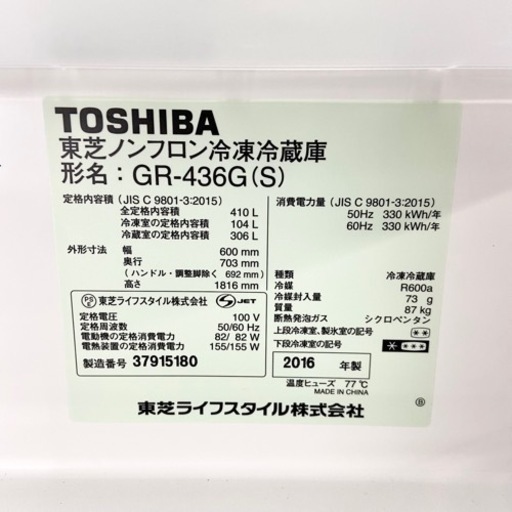 TOSHIBA
東芝ノンフロン冷凍冷蔵庫
形名：GR-436G(S)
定格内容積（JIS C 9801-3:2015）
全定格内容積 410 L
冷凍室の定格内容積 104 L
冷蔵室の定格内容積 306 L
外形寸法 幅 600 mm
奥行 703 mm
（ハンドル・調整脚除く 692 mm）
高さ 1816 mm
消費電力量（JIS C 9801-3:2015）
50Hz 330 kWh/年
60Hz 330 kWh/年
PS E 東芝ライフスタイル株式会社 JET
定格電圧 100 V
定格周波数 50/60 Hz
電動機の定格消費電力 82/ 82 W
電熱装置の定格消費電力 155/155 W
製造番号 37915180
種類 冷凍冷蔵庫
冷媒 R600a
冷媒封入量 73 g
質量 87 kg
断熱発泡ガス シクロペンタン
上段冷凍室、製氷室の記号
下段冷凍室の記号
2016 年製
温度ヒューズ 77℃
MADE IN CHINA
東芝ライフスタイル株式会社
Ⓑ